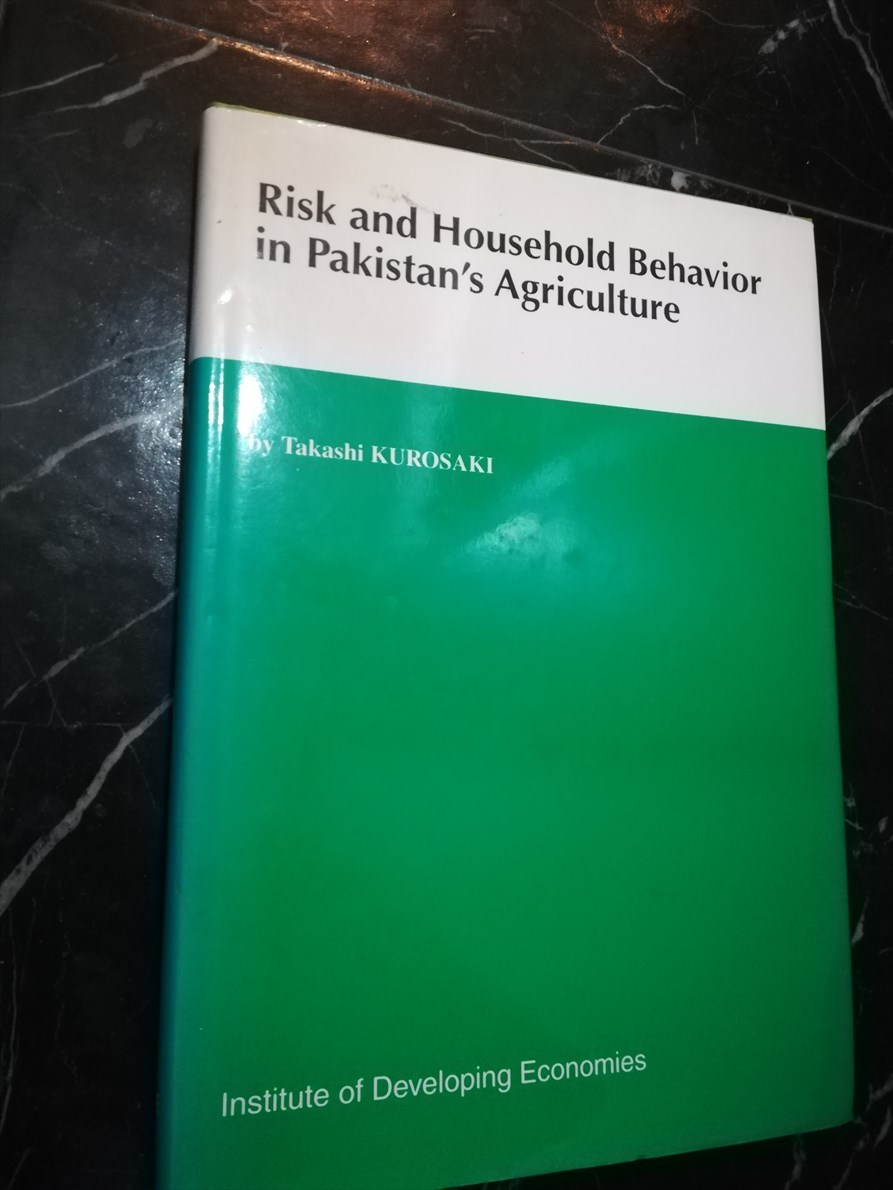 Risk and Household Behavior
in Pakistan's Agriculture
by Takashi KUROSAKI
Institute of Developing Economies